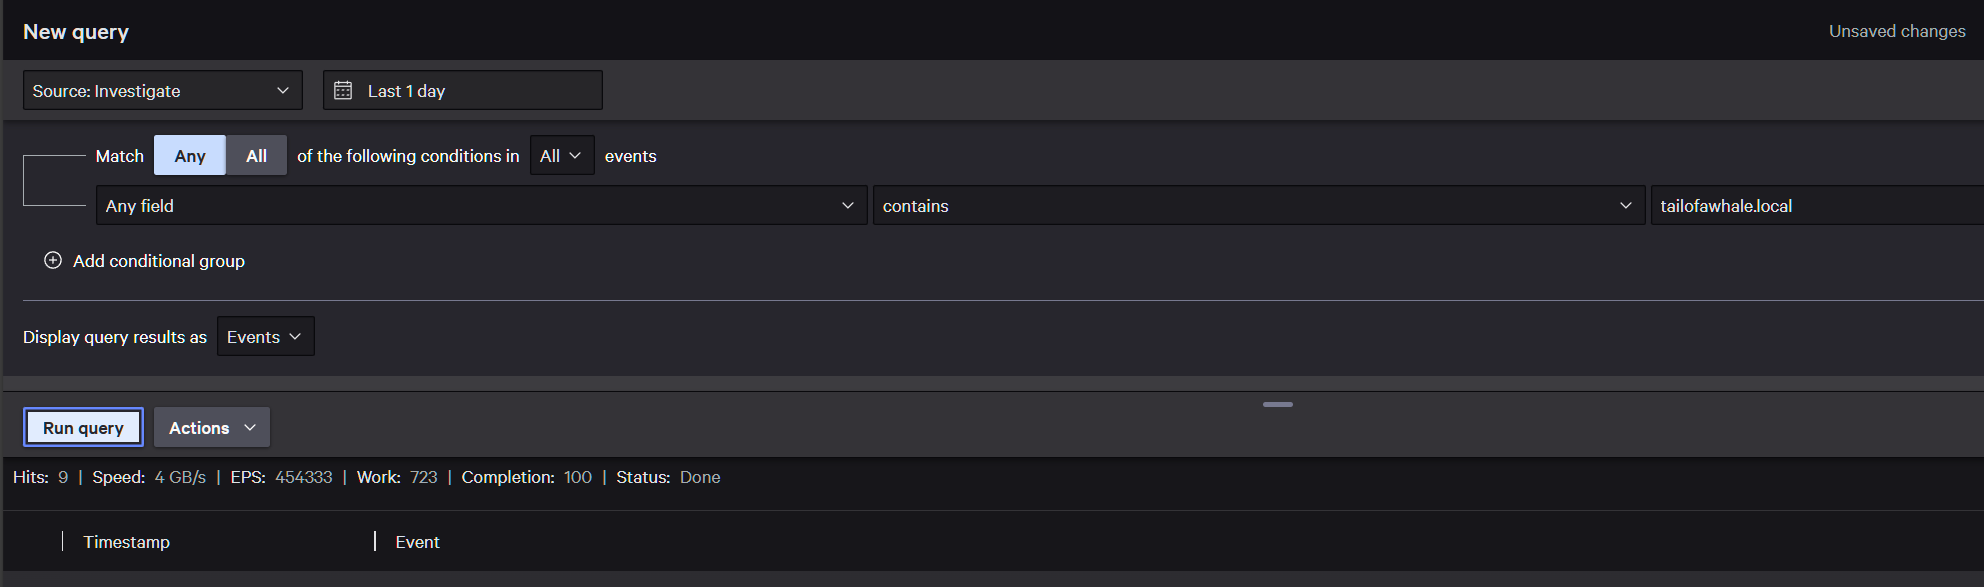 New query
Unsaved changes
Source: Investigate
Last 1 day
Match Any All of the following conditions in All events
Any field contains tailofawhale.local
Add conditional group
Display query results as Events
Run query Actions
Hits: 9 | Speed: 4 GB/s | EPS: 454333 | Work: 723 | Completion: 100 | Status: Done
Timestamp Event